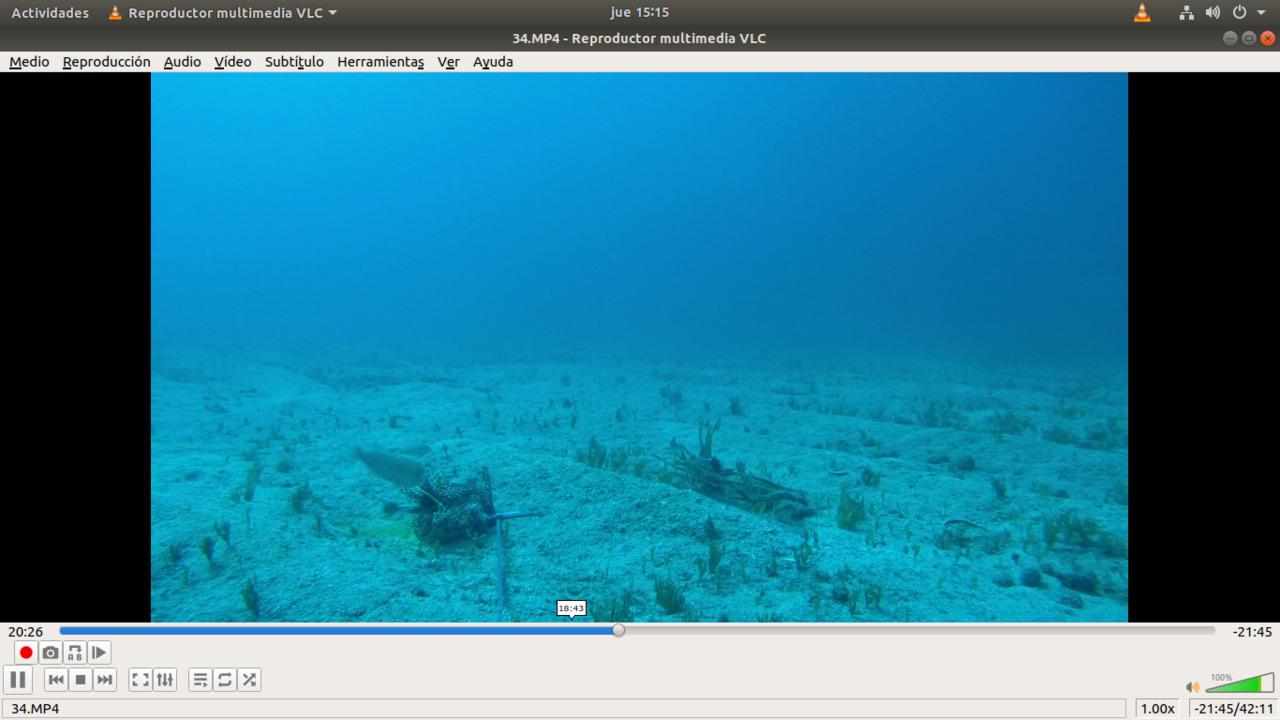 Actividades Reproductor multimedia VLC jue 15:15
34.MP4 - Reproductor multimedia VLC
Medio Reproducción Audio Vídeo Subtítulo Herramientas Ver Ayuda
18:43
20:26 -21:45
A B
100%
34.MP4 1.00x -21:45/42:11